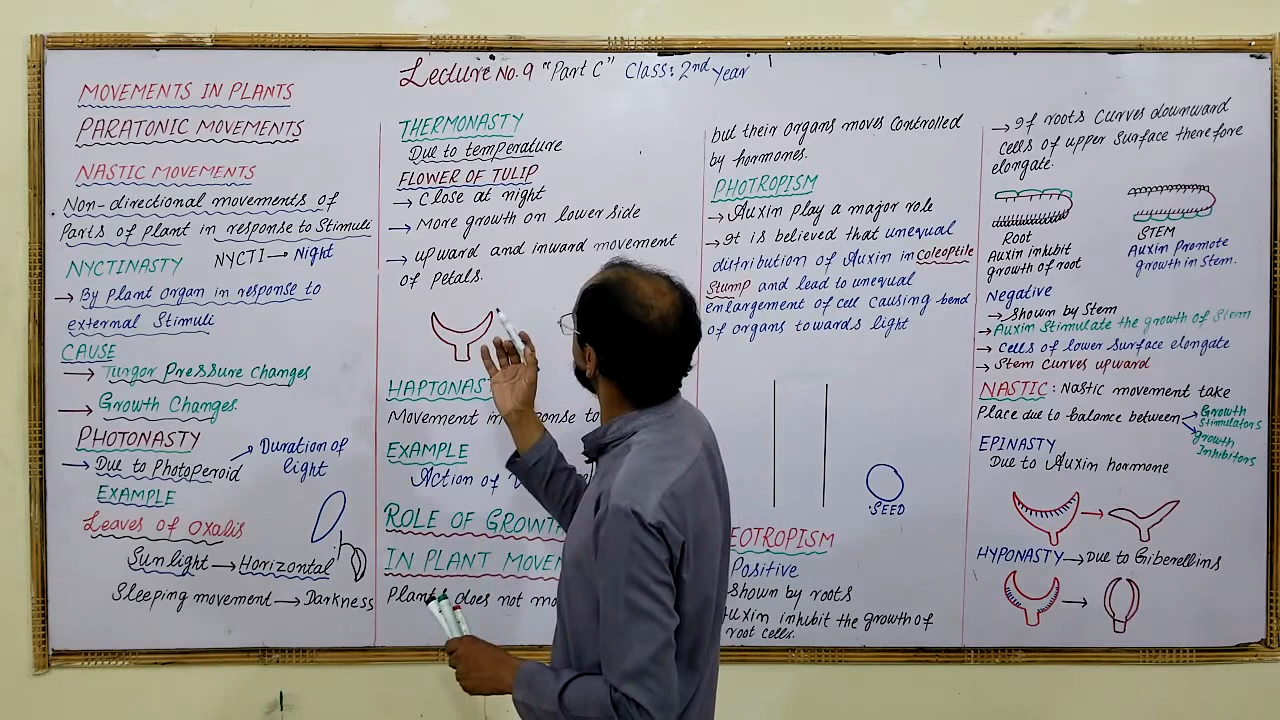 Lecture No. 9 "Part C" Class: 2nd Year
MOVEMENTS IN PLANTS
PARATONIC MOVEMENTS
NASTIC MOVEMENTS
Non-directional movements of
Parts of plant in response to Stimuli
NYCTINASTY NYCTI → Night
→ By plant organ in response to
external Stimuli
CAUSE
→ Turgor Pressure changes
→ Growth Changes.
PHOTONASTY
→ Due to Photoperoid → Duration of
light
EXAMPLE
Leaves of Oxalis
Sunlight → Horizontal
Sleeping movement → Darkness
THERMONASTY
Due to temperature
FLOWER OF TULIP
→ Close at night
→ More growth on lower side
→ upward and inward movement
of Petals.
HAPTONAST
Movement in response to
EXAMPLE
Action of
ROLE OF GROWTH
IN PLANT MOVEM
Plants does not mo
but their organs moves controlled
by hormones.
PHOTROPISM
→ Auxin play a major role
→ It is believed that unequal
distribution of Auxin in Coleoptile
Stump and lead to unequal
enlargement of cell causing bend
of organs towards light
SEED
EOTROPISM
Positive
Shown by roots
Auxin inhibit the growth of
root cells.
→ If roots curves downward
cells of upper surface therefore
elongate.
ROOT
Auxin inhibit
growth of root
STEM
Auxin Promote
growth in Stem.
Negative
→ Shown by Stem
→ Auxin Stimulate the growth of Stem
→ Cells of lower surface elongate
→ Stem Curves upward
NASTIC: Nastic movement take
Place due to balance between
Growth
Stimulators
growth
Inhibitors
EPINASTY
Due to Auxin hormone
HYPONASTY → Due to Giberellins